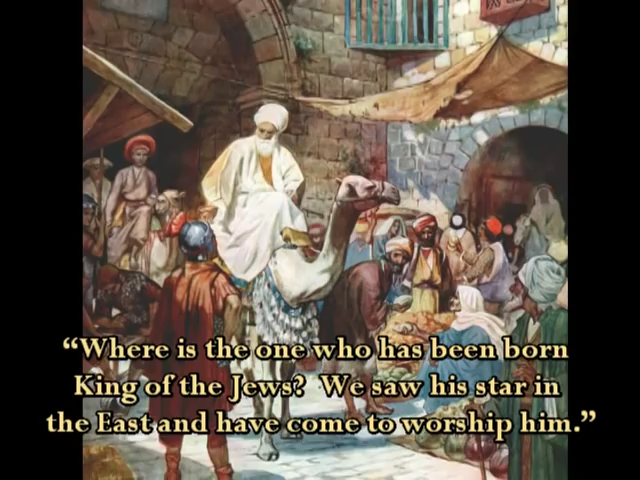 “Where is the one who has been born
King of the Jews?  We saw his star in
the East and have come to worship him.”